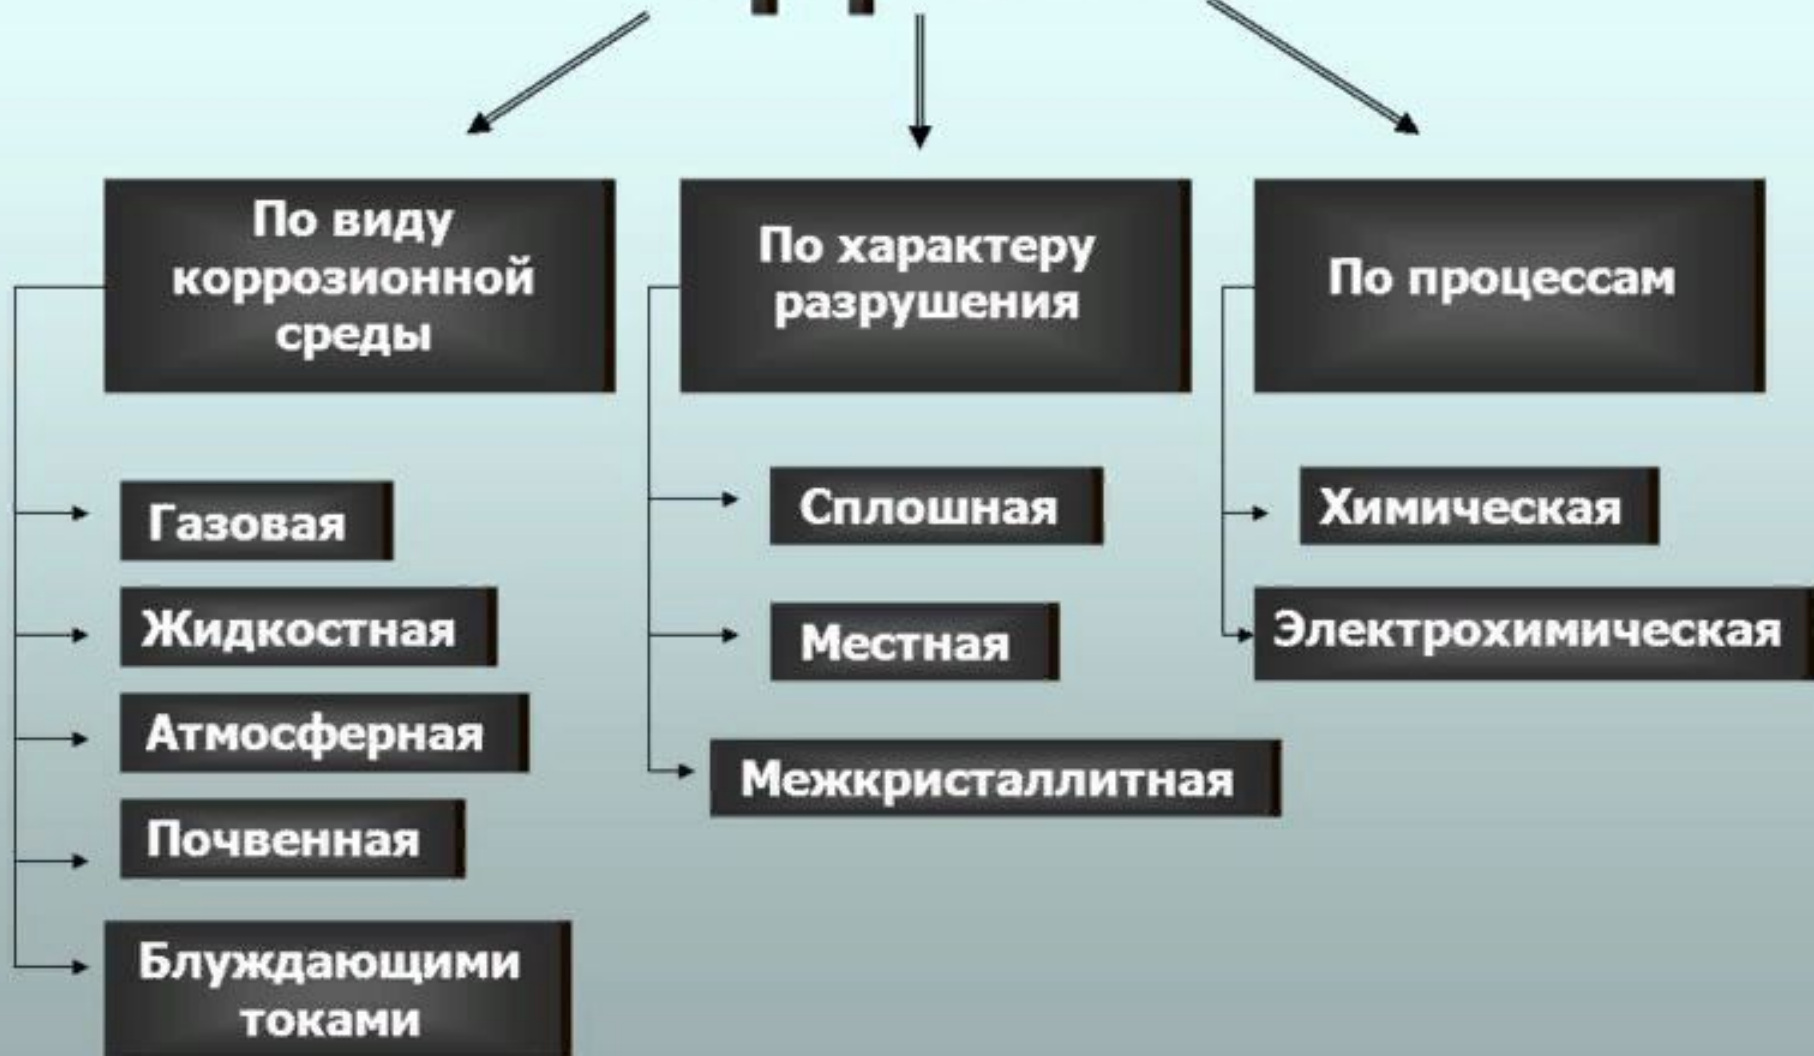 По виду
коррозионной
среды
По характеру
разрушения
По процессам
Газовая
Жидкостная
Атмосферная
Почвенная
Блуждающими
токами
Сплошная
Местная
Межкристаллитная
Химическая
Электрохимическая